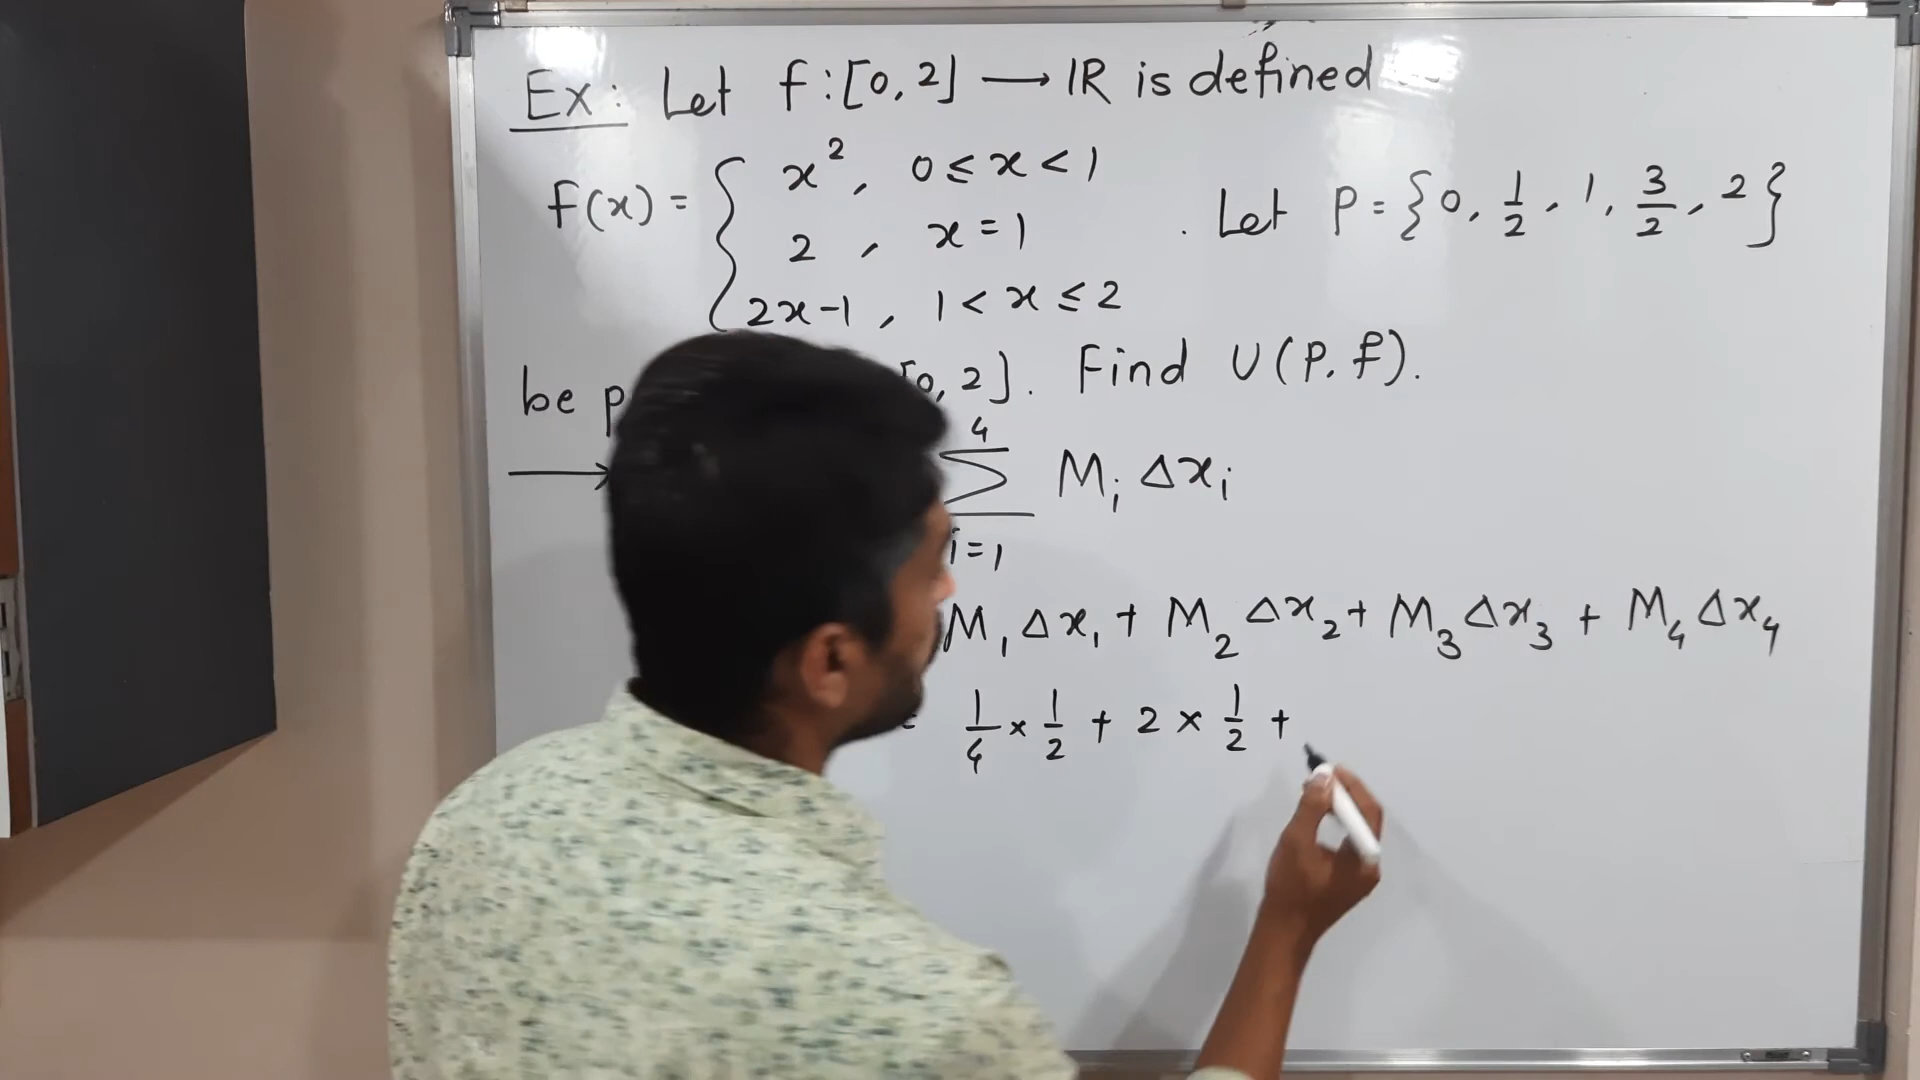 Ex: Let f:[0,2] ⟶ IR is defined
f(x) = { x², 0 ≤ x < 1
2, x = 1
2x-1, 1 < x ≤ 2
. Let P = {0, 1/2, 1, 3/2, 2}
be [0,2]. Find U(P,f).
⟶ 4 ∑ i=1 Mᵢ Δxᵢ
M₁ Δx₁ + M₂ Δx₂ + M₃ Δx₃ + M₄ Δx₄
= 1/4 × 1/2 + 2 × 1/2 +